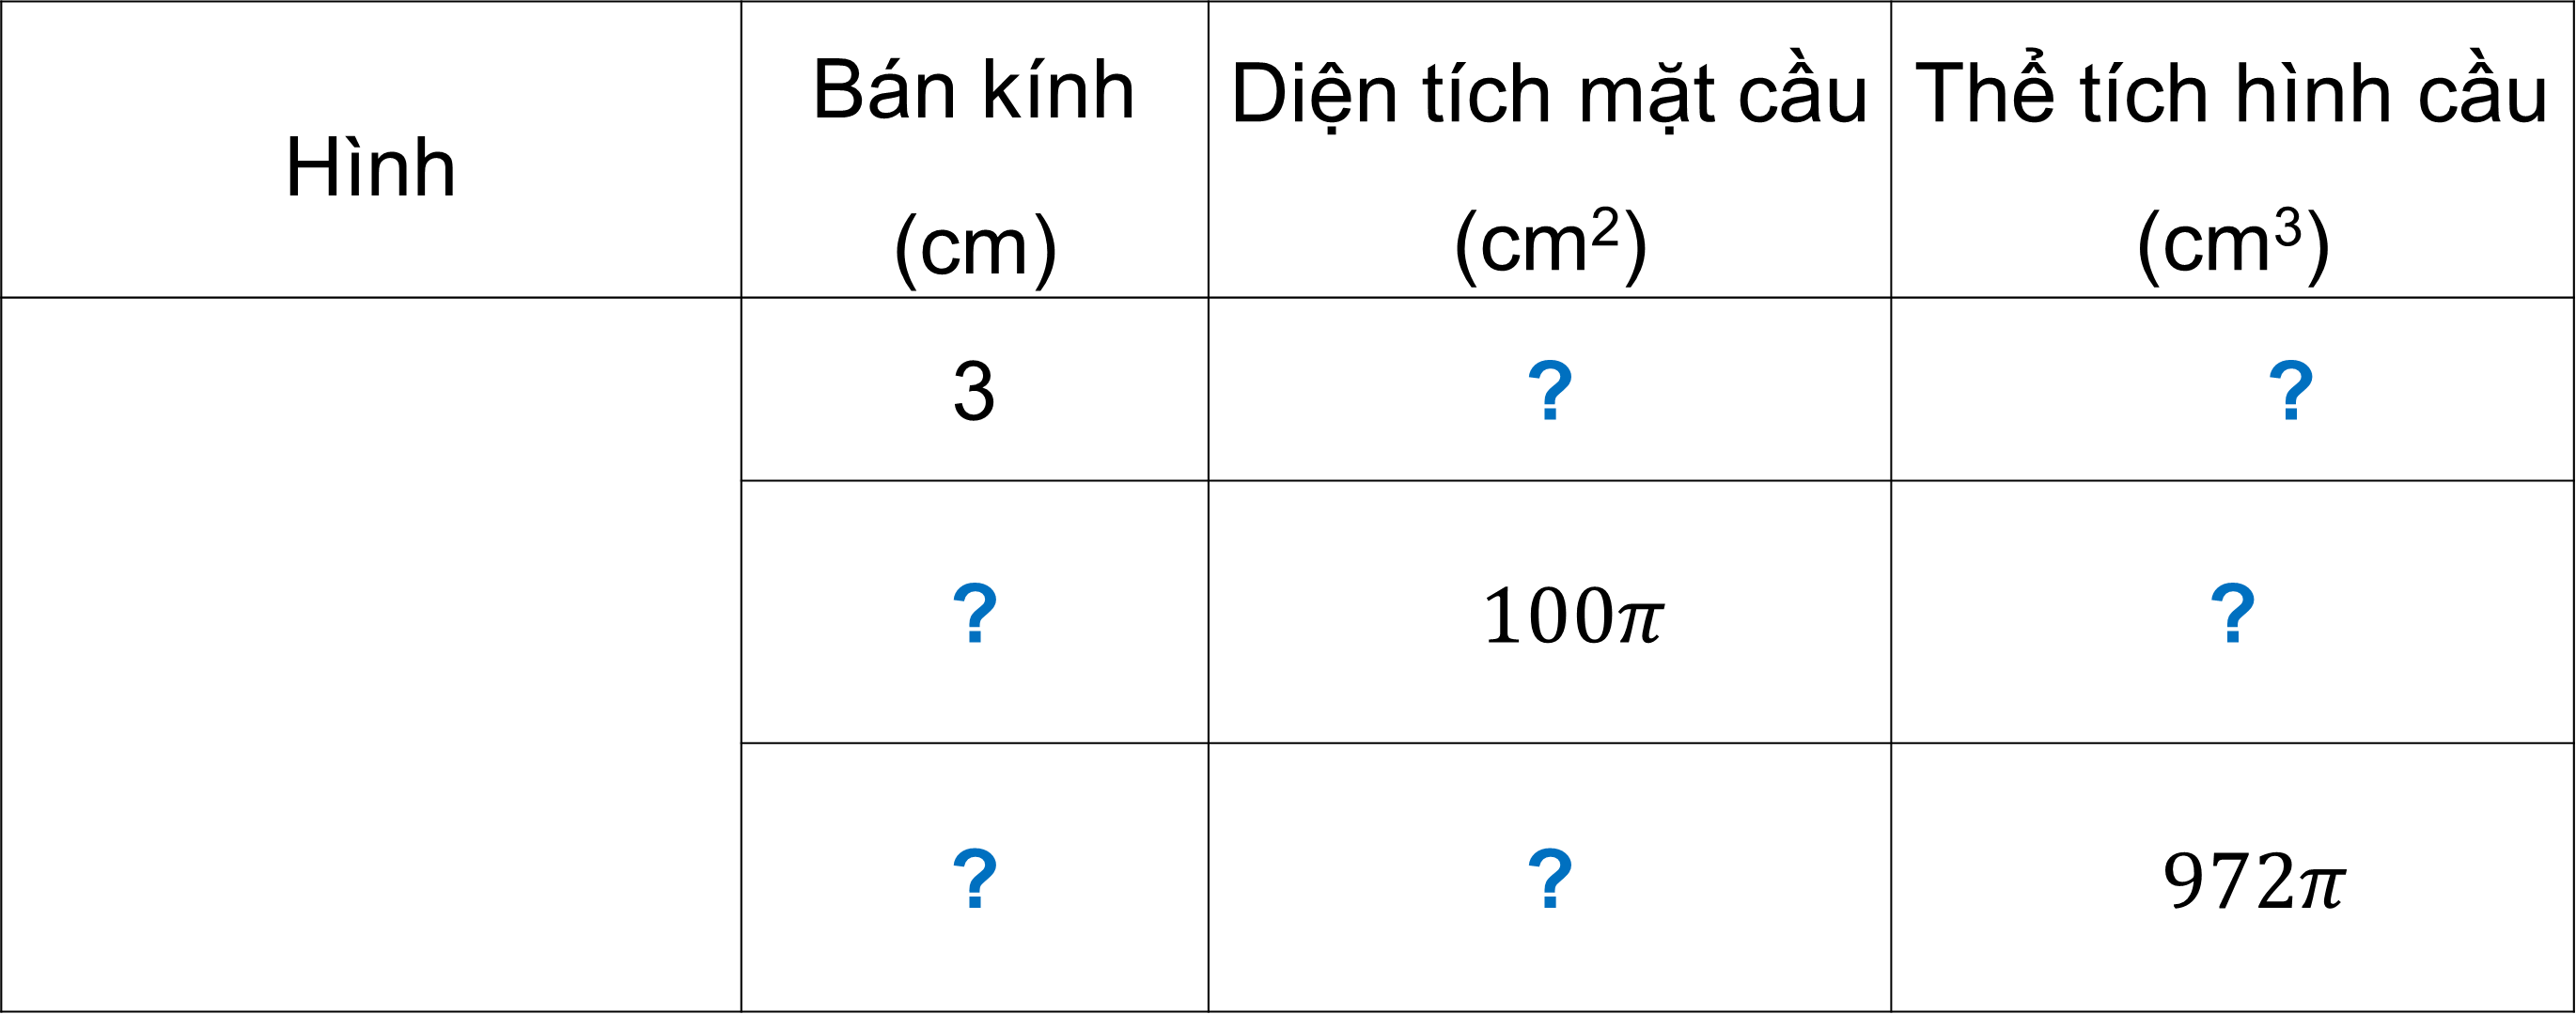 Hình
Bán kính
(cm)
Diện tích mặt cầu
(cm²)
Thể tích hình cầu
(cm³)
3
?
?
?
100π
?
?
?
972π